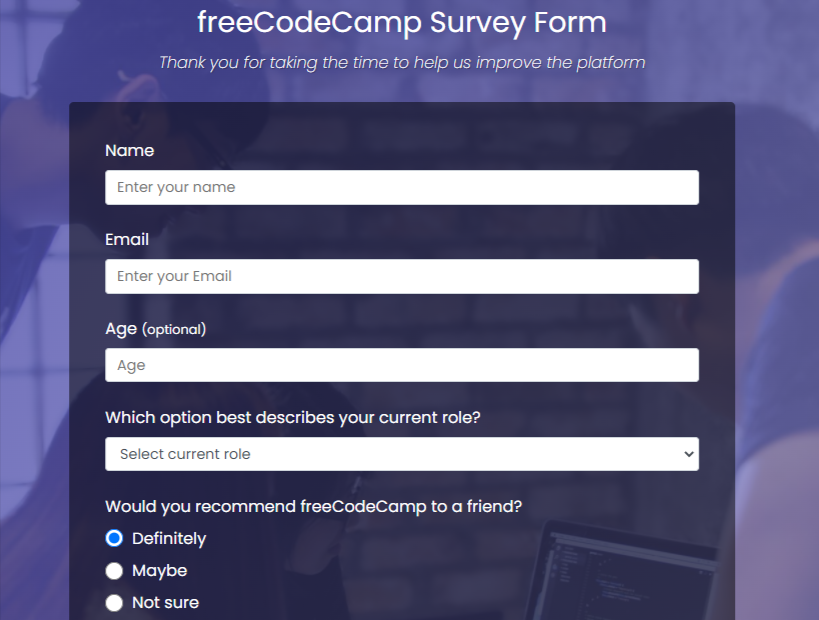 freeCodeCamp Survey Form
Thank you for taking the time to help us improve the platform
Name
Enter your name
Email
Enter your Email
Age (optional)
Age
Which option best describes your current role?
Select current role
Would you recommend freeCodeCamp to a friend?
Definitely
Maybe
Not sure